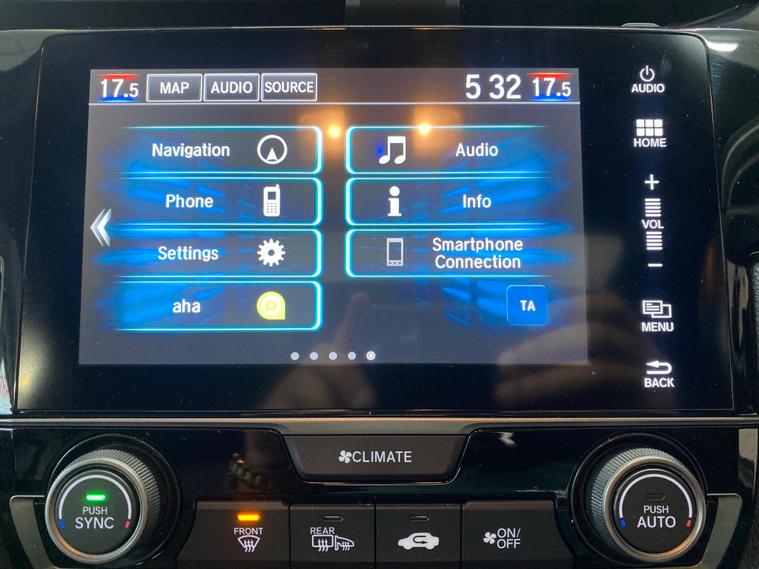 17.5 MAP AUDIO SOURCE 5 32 17.5
Navigation
Audio
Phone
Info
Settings
Smartphone
Connection
aha
TA
AUDIO
HOME
+
VOL
−
MENU
BACK
CLIMATE
PUSH
SYNC
FRONT
REAR
ON/
OFF
PUSH
AUTO